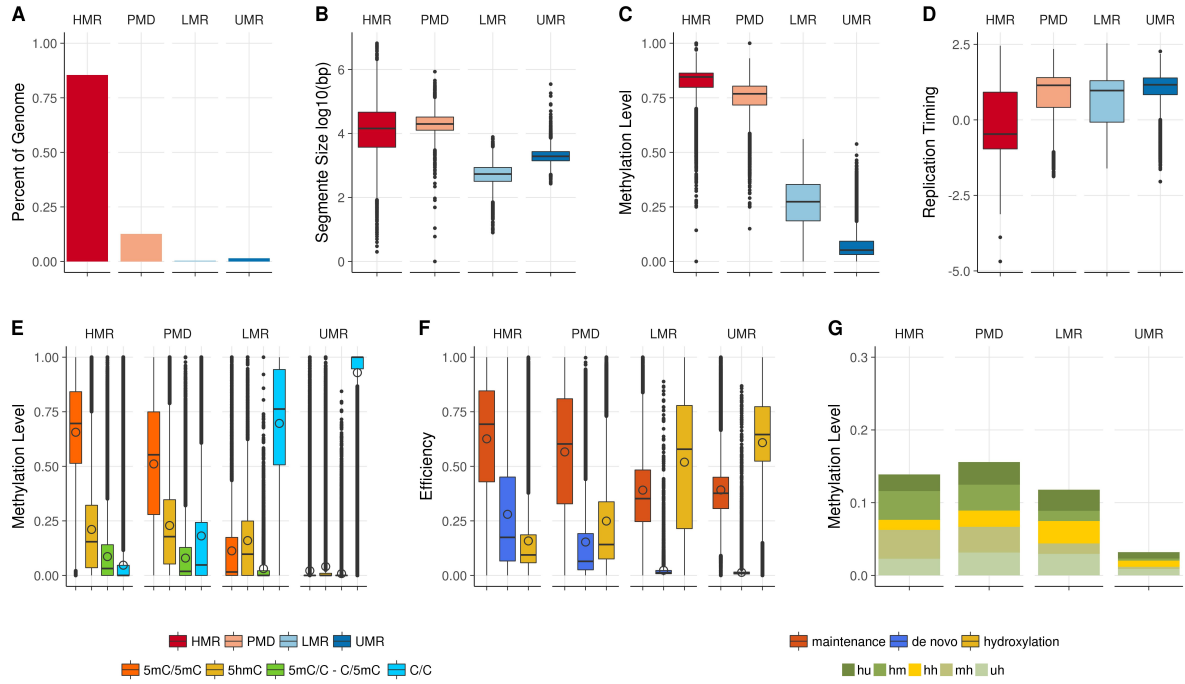 A
B
C
D
HMR PMD LMR UMR
HMR PMD LMR UMR
HMR PMD LMR UMR
HMR PMD LMR UMR
Percent of Genome
1.00
0.75
0.50
0.25
0.00
Segmente Size log10(bp)
6
4
2
0
Methylation Level
1.00
0.75
0.50
0.25
0.00
Replication Timing
2.5
0.0
-2.5
-5.0
E
F
G
HMR PMD LMR UMR
HMR PMD LMR UMR
HMR PMD LMR UMR
Methylation Level
1.00
0.75
0.50
0.25
0.00
Efficiency
1.00
0.75
0.50
0.25
0.00
Methylation Level
0.3
0.2
0.1
0.0
HMR PMD LMR UMR
5mC/5mC 5hmC 5mC/C - C/5mC C/C
maintenance de novo hydroxylation
hu hm hh mh uh